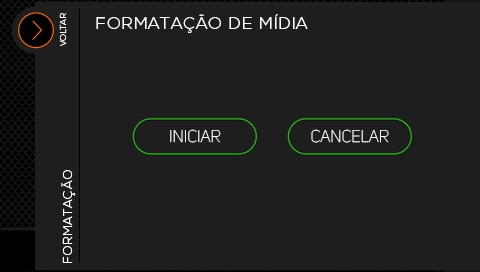 VOLTAR
FORMATAÇÃO DE MÍDIA
INICIAR
CANCELAR
FORMATAÇÃO